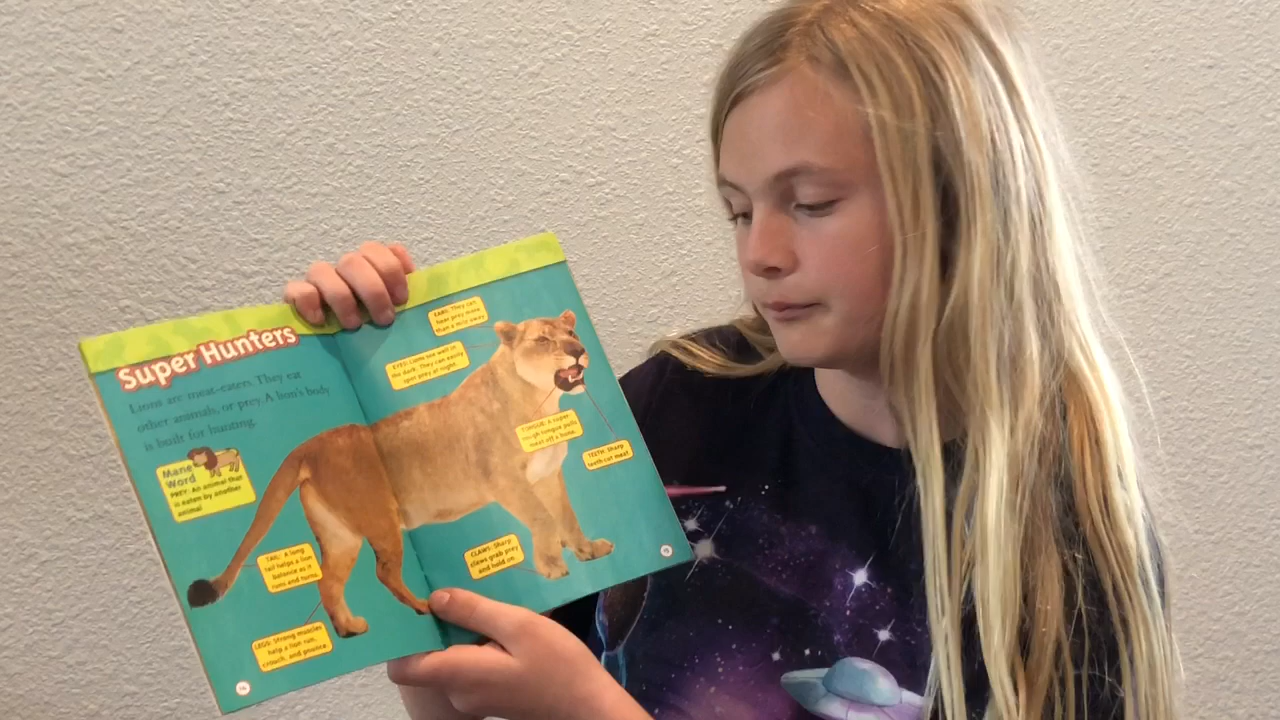 Super Hunters
Lions are meat-eaters. They eat
other animals, or prey. A lion's body
is built for hunting.
Mane
Word
PREY: An animal that
is eaten by another
animal
TAIL: A long
tail helps a lion
balance as it
runs and turns.
LEGS: Strong muscles
help a lion run,
crouch, and pounce
14
EARS: They can
hear prey more
than a mile away
EYES: Lions see well in
the dark. They can easily
spot prey at night.
TONGUE: A super-
rough tongue pulls
meat off a bone.
TEETH: Sharp
teeth cut meat.
CLAWS: Sharp
claws grab prey
and hold on
15